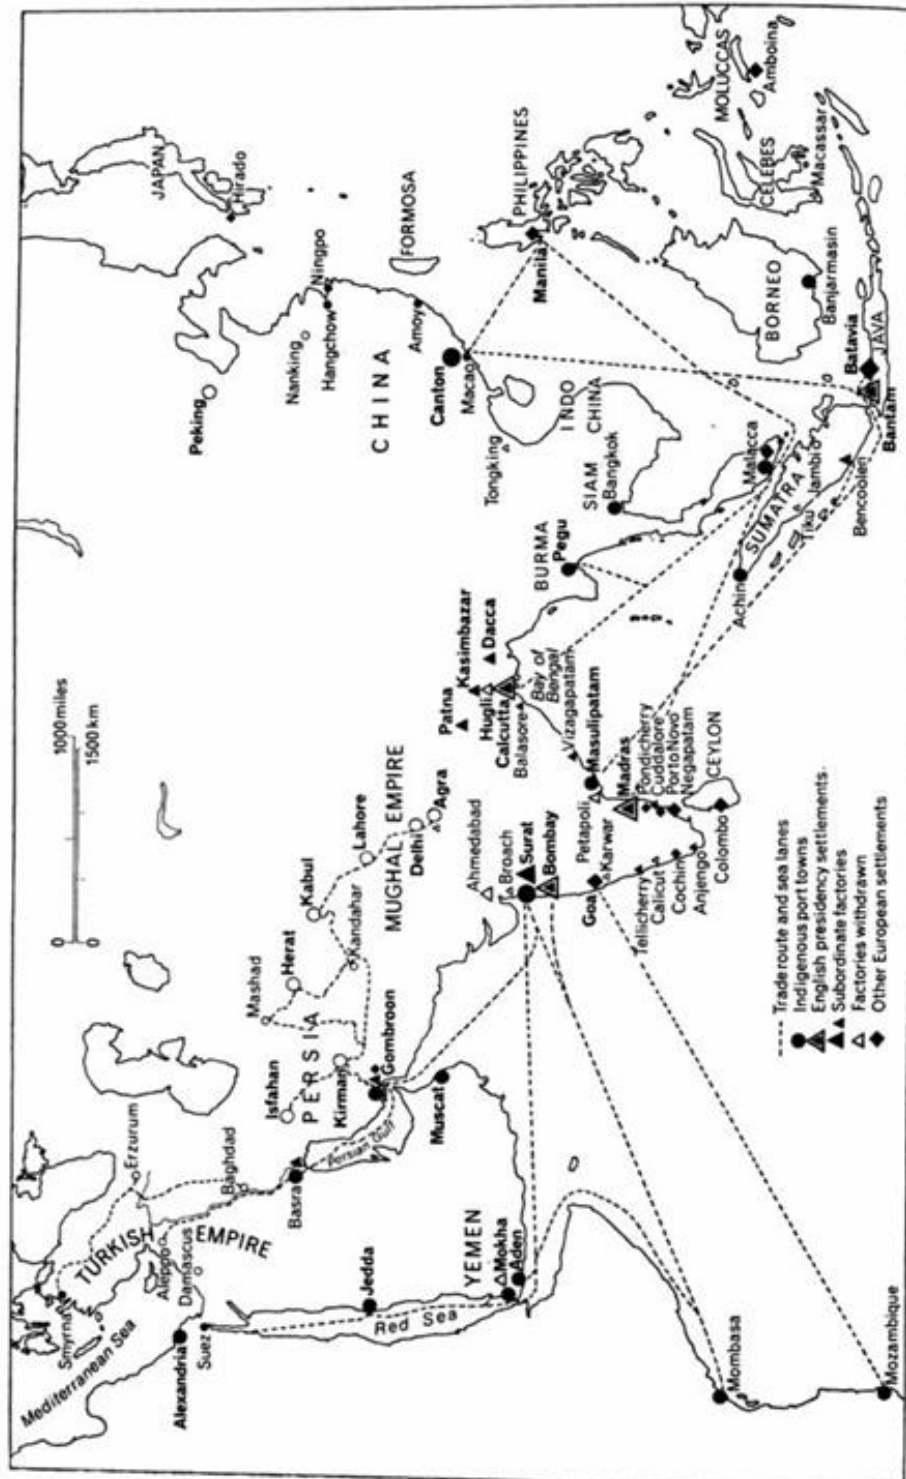 Mediterranean Sea
Smyrna
TURKISH EMPIRE
Erzurum
Aleppo
Damascus
Baghdad
Alexandria
Suez
Basra
Persian Gulf
Jedda
Red Sea
YEMEN
Mokha
Aden
Muscat
Isfahan
PERSIA
Kirman
Gombroon
Mashad
Herat
Kandahar
Kabul
Lahore
MUGHAL EMPIRE
Delhi
Agra
0 1000miles
0 1500km
Ahmedabad
Broach
Surat
Bombay
Goa
Karwar
Petapoli
Tellicherry
Calicut
Cochin
Anjengo
Colombo
CEYLON
Negapatam
Porto Novo
Cuddalore
Pondicherry
Madras
Masulipatam
Vizagapatam
Bay of
Bengal
Balasore
Calcutta
Hugli
Kasimbazar
Patna
Dacca
BURMA
Pegu
SIAM
Bangkok
INDO
CHINA
Tongking
CHINA
Peking
Nanking
Hangchow
Ningpo
Amoy
Canton
Macao
FORMOSA
JAPAN
Hirado
PHILIPPINES
Manila
MOLUCCAS
Amboina
CELEBES
Macassar
BORNEO
Banjarmasin
Batavia
JAVA
Bantam
Malacca
SUMATRA
Achin
Tiku
Jambi
Bencoolen
Mombasa
Mozambique
Trade route and sea lanes
Indigenous port towns
English presidency settlements
Subordinate factories
Factories withdrawn
Other European settlements